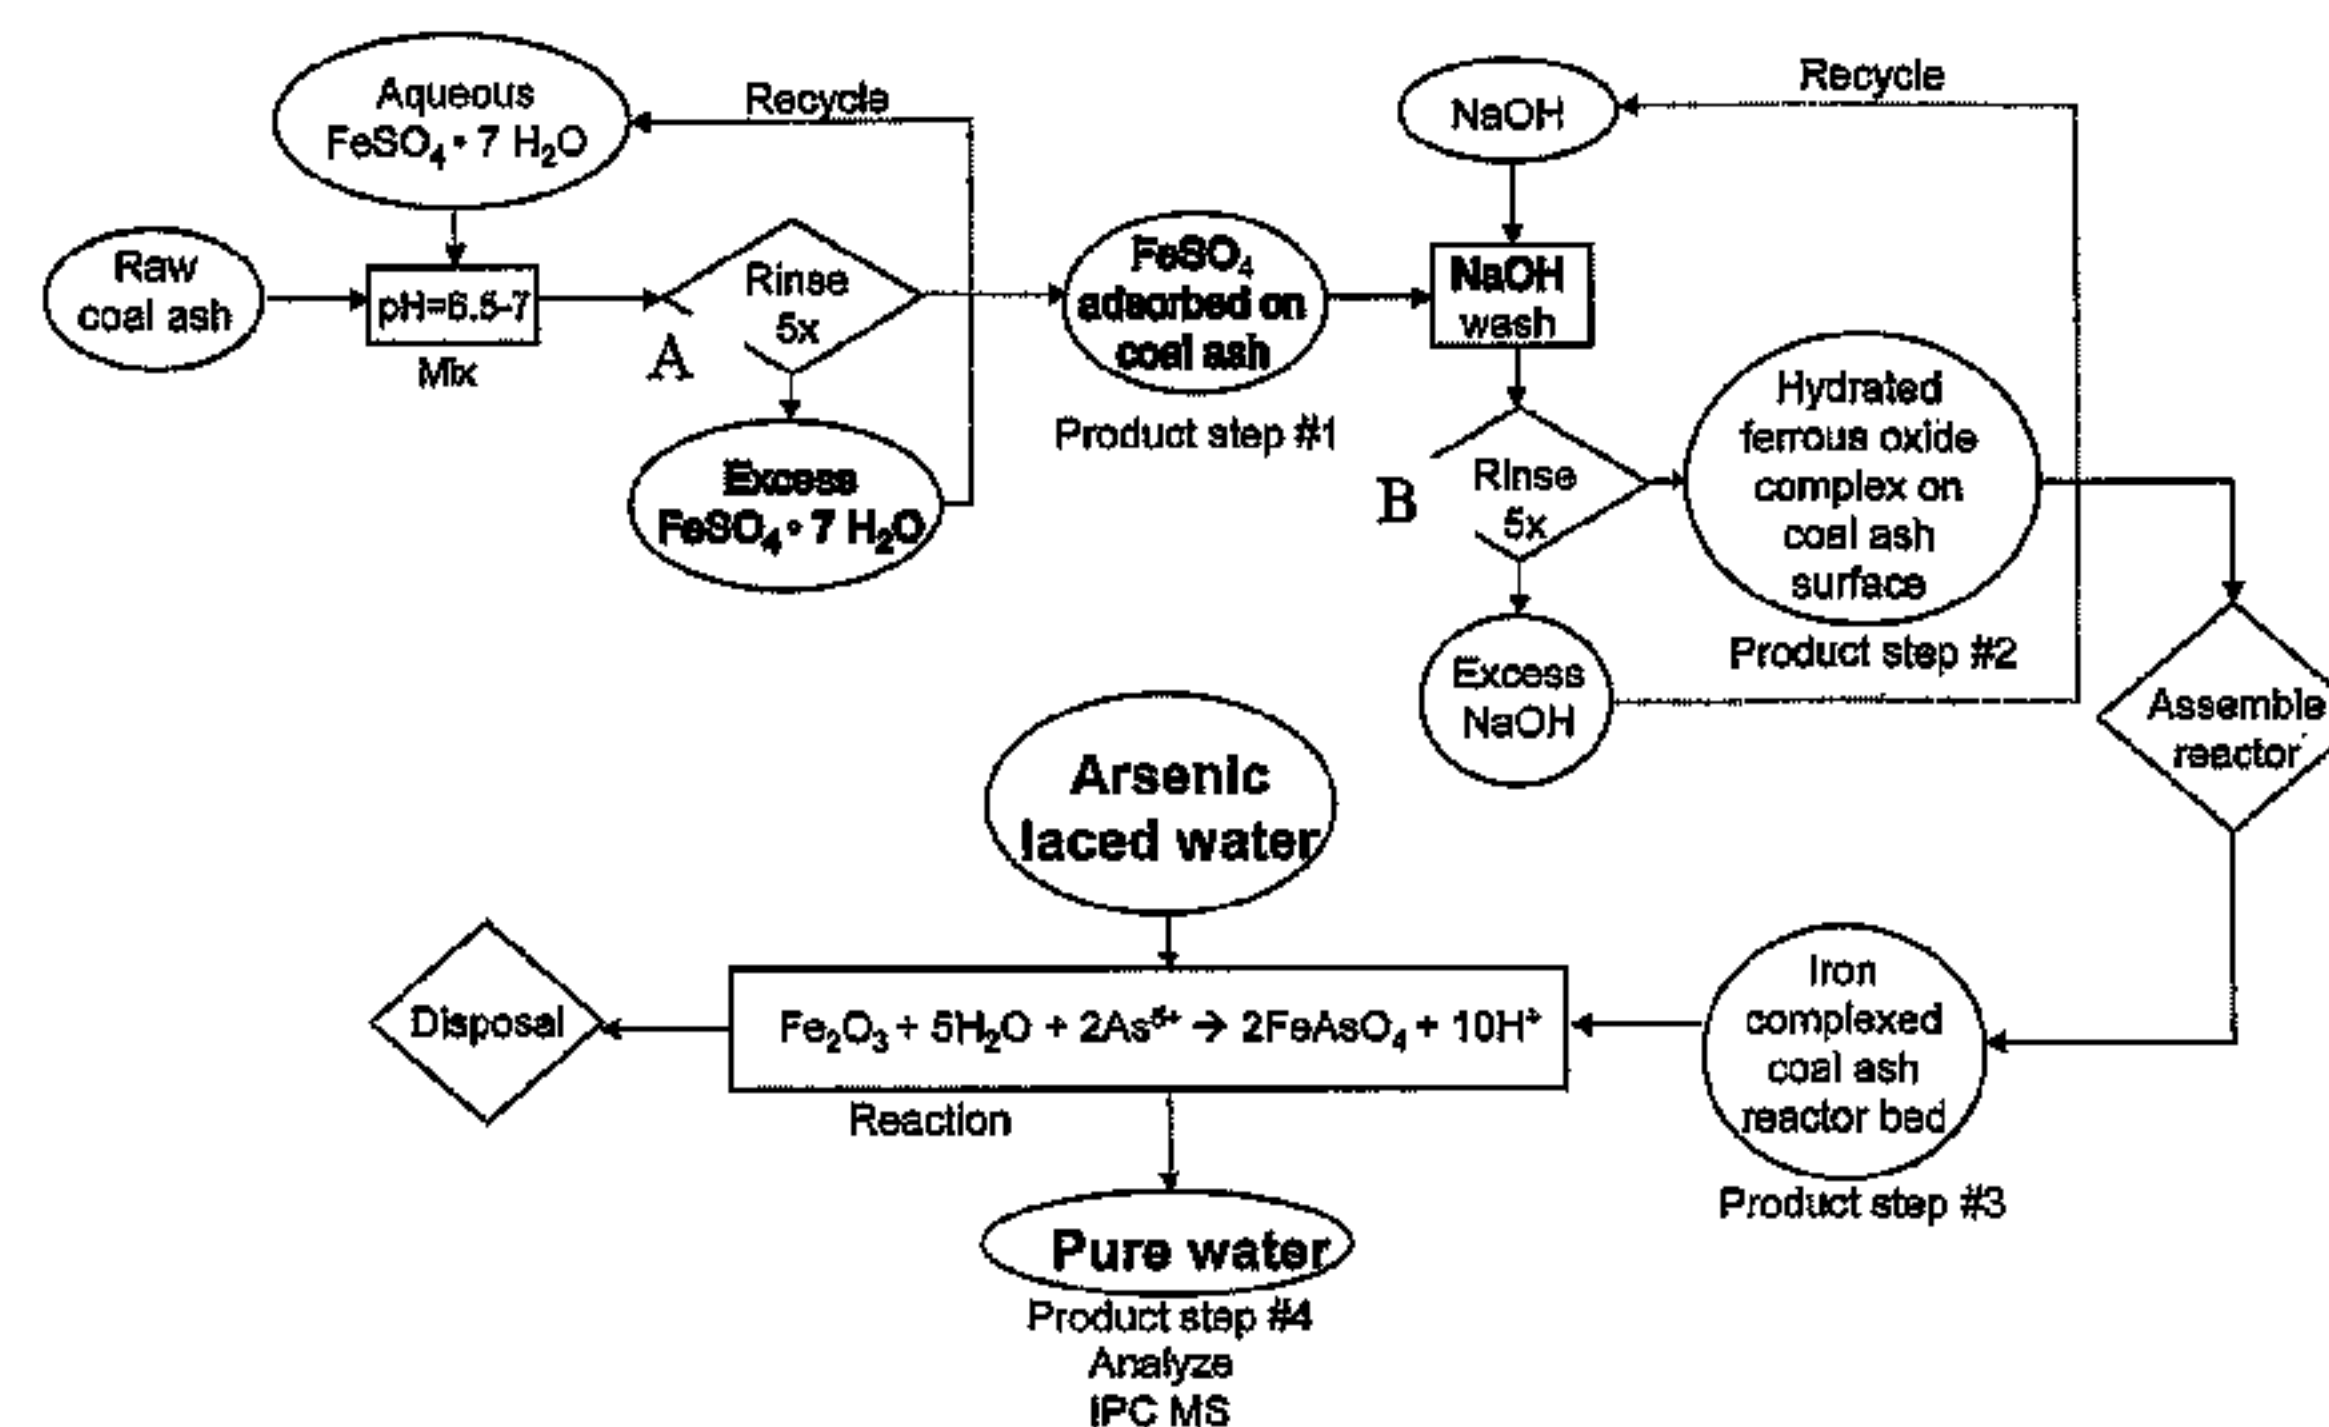 Aqueous
FeSO₄ • 7 H₂O
Recycle
Raw
coal ash
pH=6.5-7
Mix
A
Rinse
5x
Excess
FeSO₄ • 7 H₂O
FeSO₄
adsorbed on
coal ash
Product step #1
NaOH
Recycle
NaOH
wash
B
Rinse
5x
Excess
NaOH
Hydrated
ferrous oxide
complex on
coal ash
surface
Product step #2
Assemble
reactor
Arsenic
laced water
Disposal
Fe₂O₃ + 5H₂O + 2As⁵⁺ → 2FeAsO₄ + 10H⁺
Reaction
Iron
complexed
coal ash
reactor bed
Product step #3
Pure water
Product step #4
Analyze
IPC MS